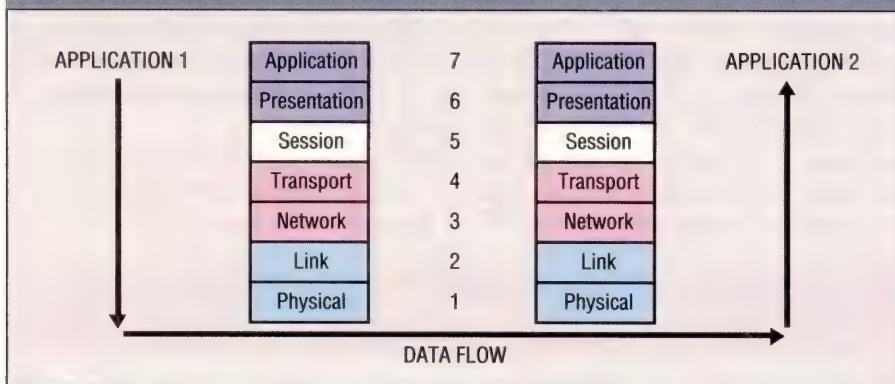 APPLICATION 1 Application 7 Application APPLICATION 2
Presentation 6 Presentation
Session 5 Session
Transport 4 Transport
Network 3 Network
Link 2 Link
Physical 1 Physical
DATA FLOW